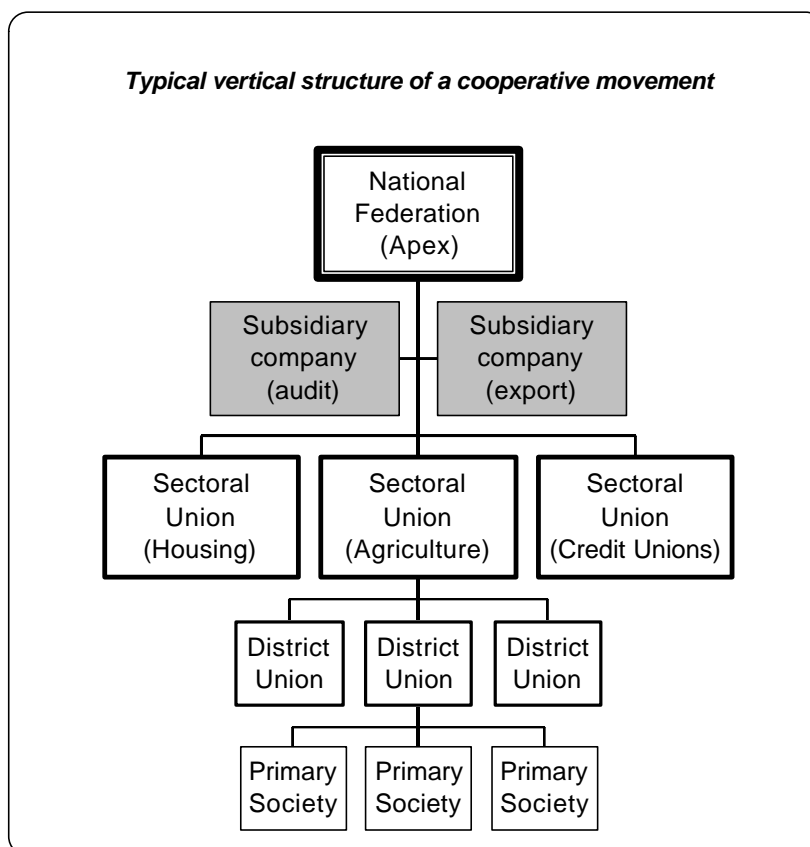 Typical vertical structure of a cooperative movement
National
Federation
(Apex)
Subsidiary
company
(audit)
Subsidiary
company
(export)
Sectoral
Union
(Housing)
Sectoral
Union
(Agriculture)
Sectoral
Union
(Credit Unions)
District
Union
District
Union
District
Union
Primary
Society
Primary
Society
Primary
Society